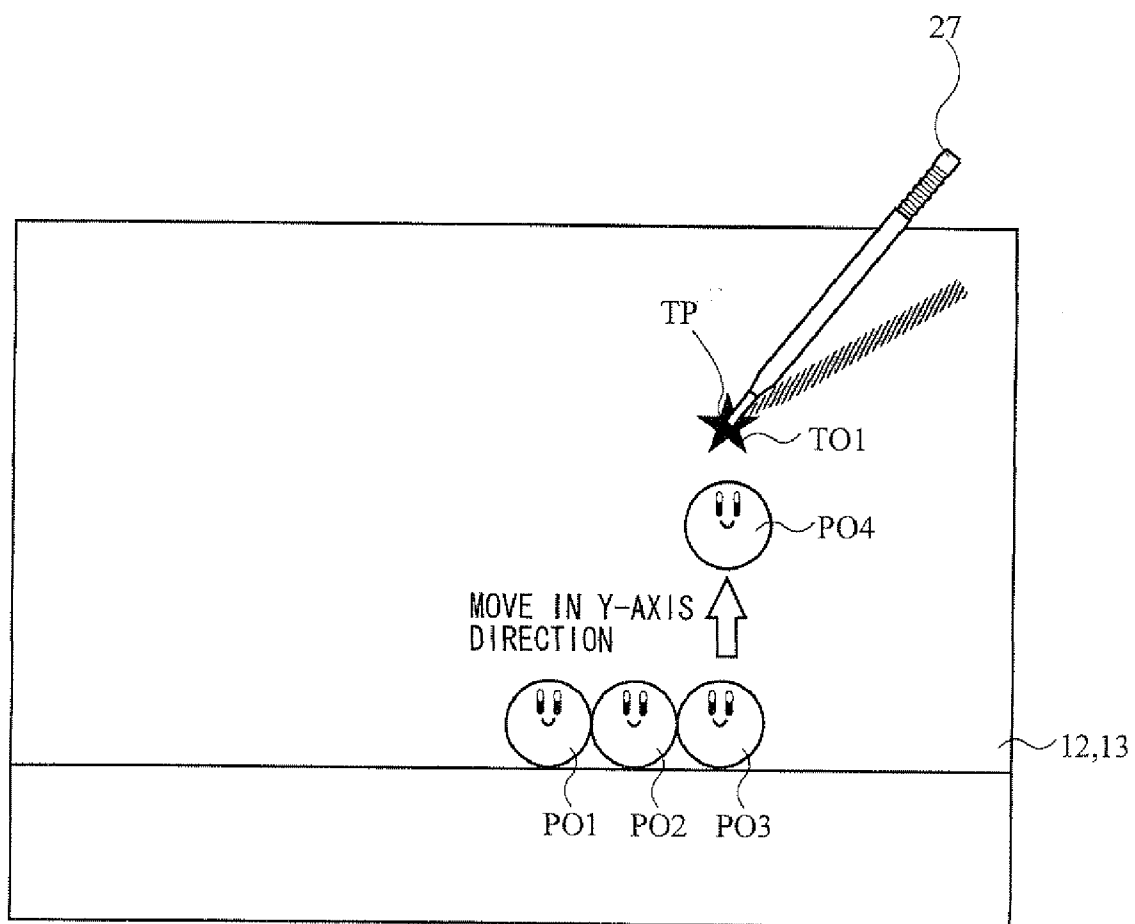 27
TP
TO1
PO4
MOVE IN Y-AXIS
DIRECTION
12,13
PO1 PO2 PO3